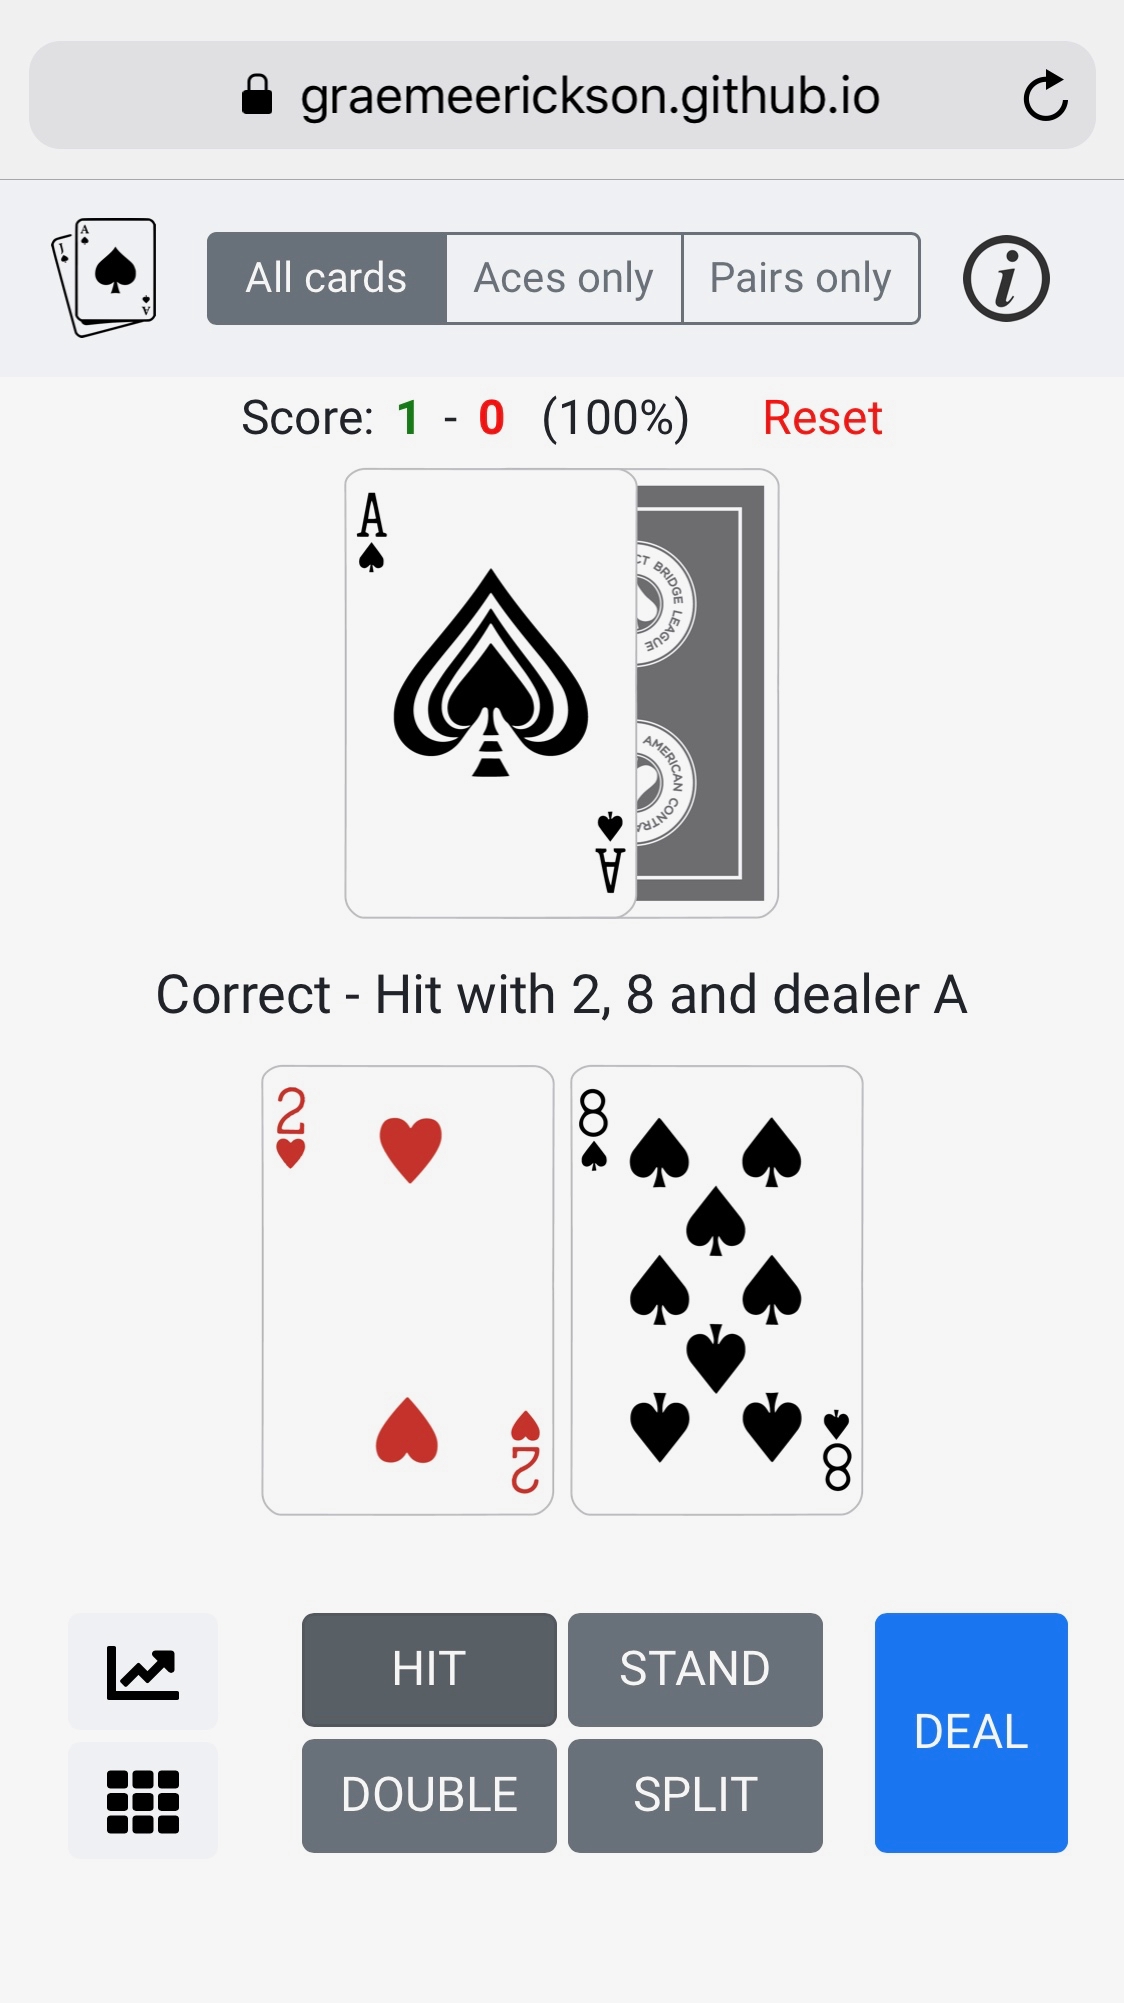 graemeerickson.github.io
A
J
A
All cards
Aces only
Pairs only
i
Score: 1 - 0 (100%) Reset
A
CT BRIDGE LEAGUE
AMERICAN CONTRA
A
Correct - Hit with 2, 8 and dealer A
2
8
2
8
HIT
STAND
DEAL
DOUBLE
SPLIT